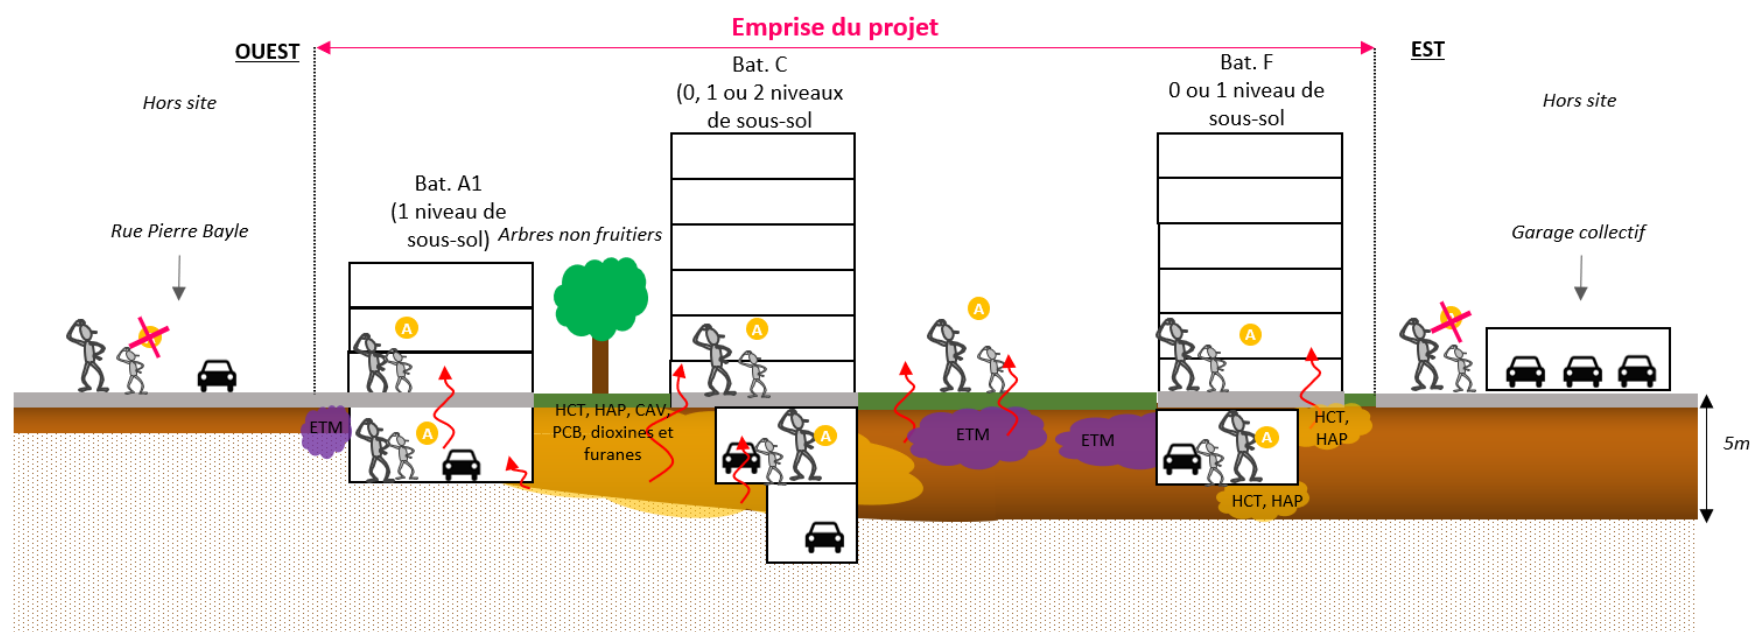 Emprise du projet
OUEST
EST
Bat. C
(0, 1 ou 2 niveaux
de sous-sol
Bat. F
0 ou 1 niveau de
sous-sol
Hors site
Hors site
Bat. A1
(1 niveau de
sous-sol)
Arbres non fruitiers
Rue Pierre Bayle
Garage collectif
A
A
A
A
ETM
HCT, HAP, CAV,
PCB, dioxines et
furanes
A
A
ETM
ETM
A
HCT,
HAP
HCT, HAP
5m